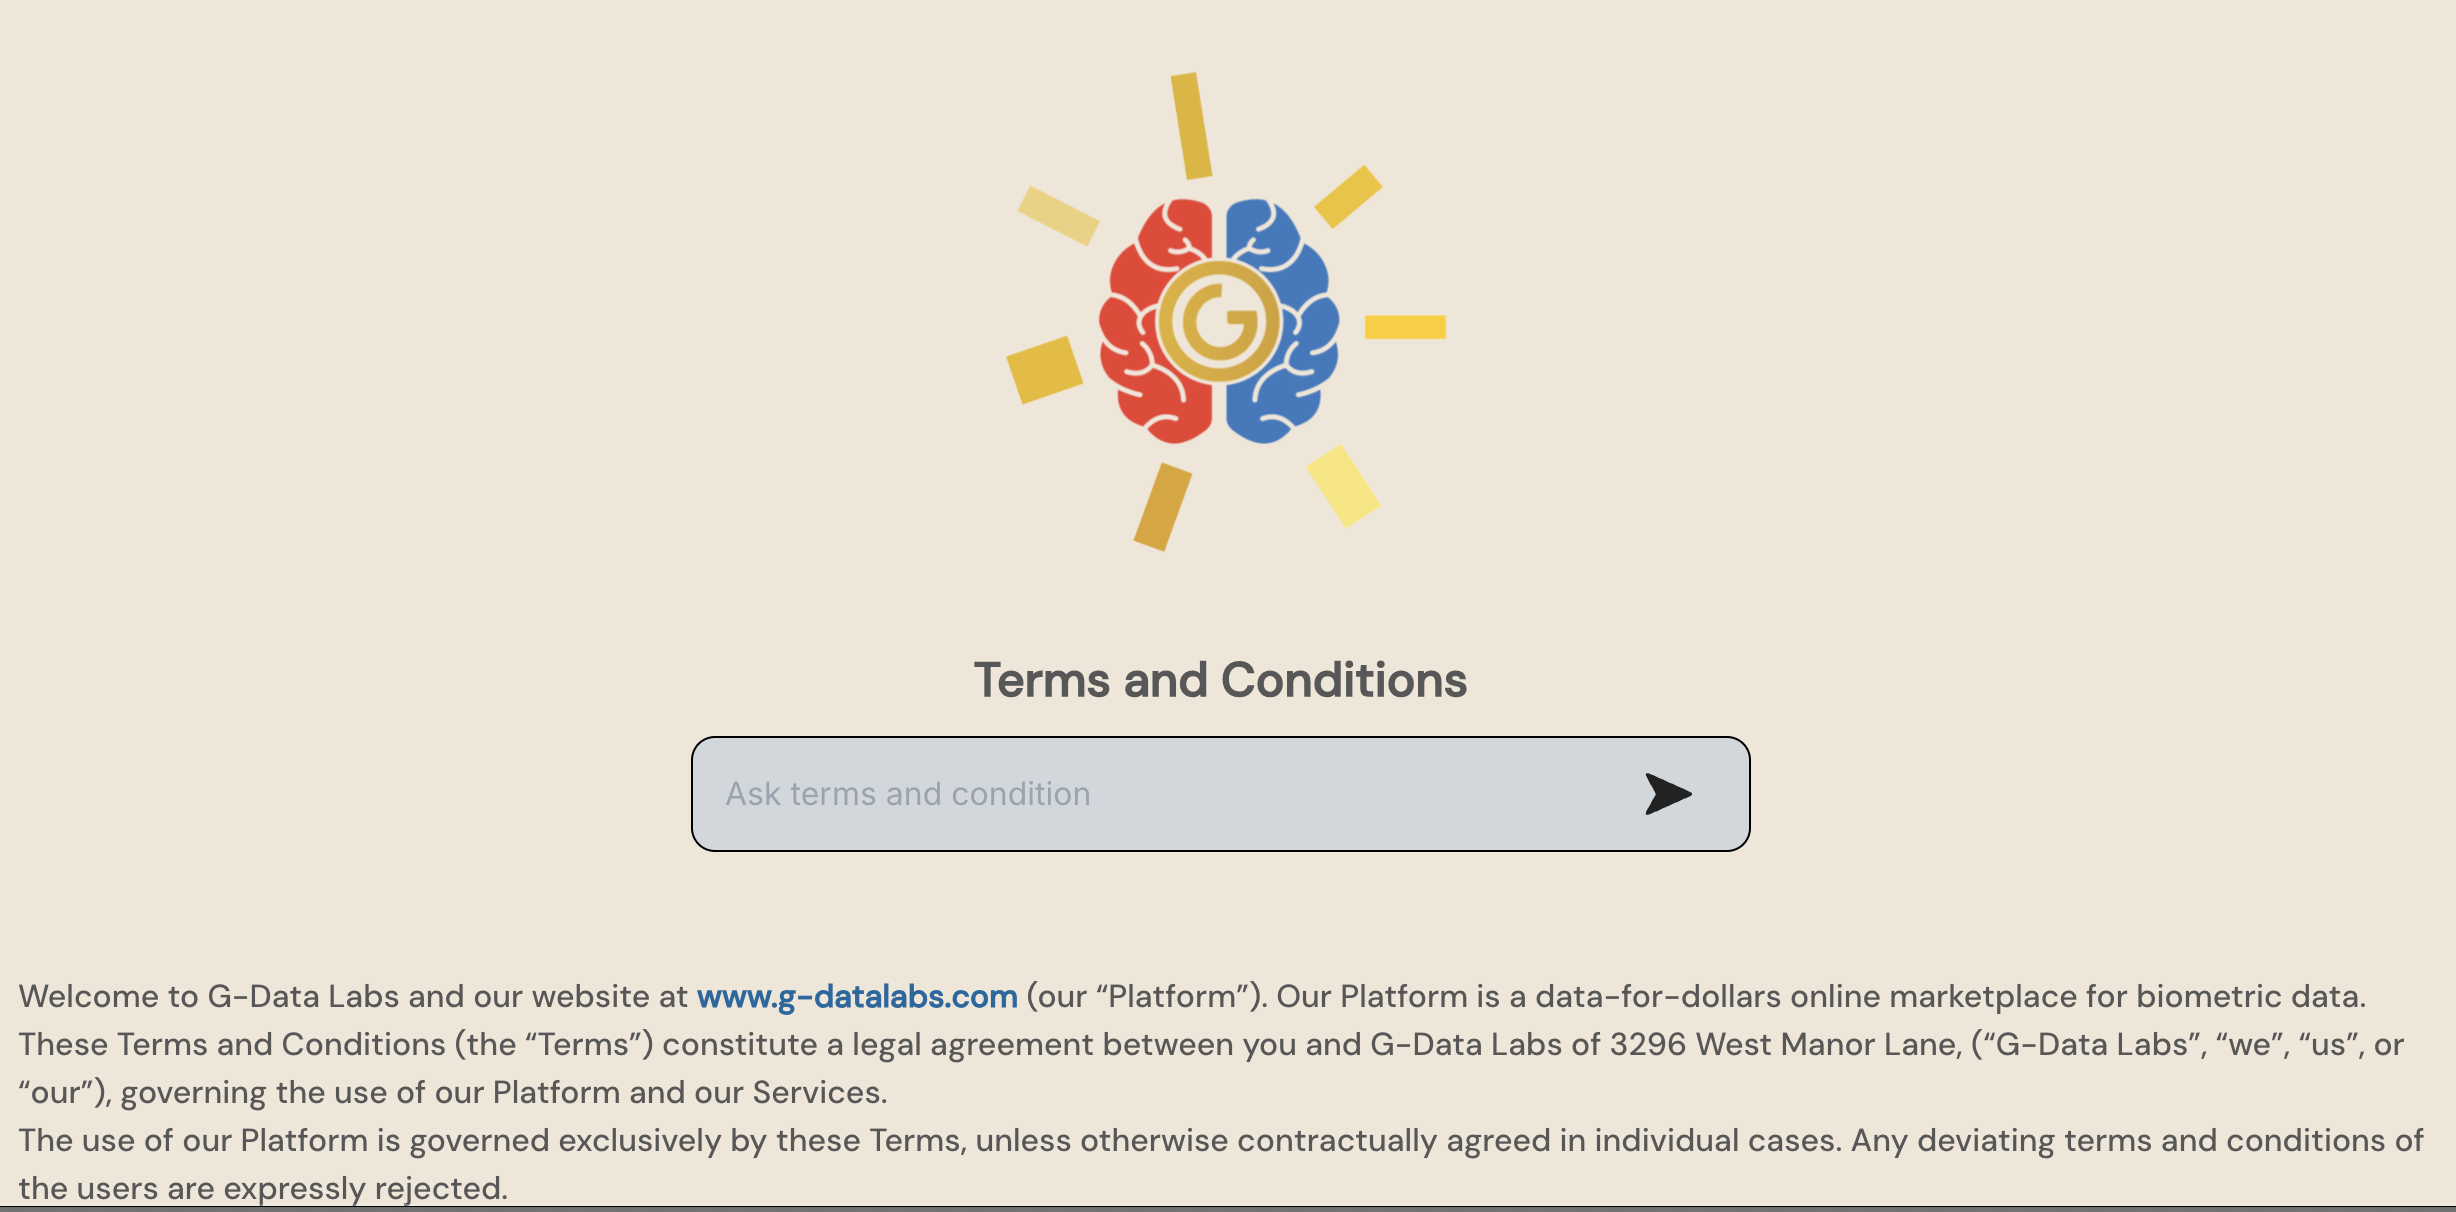 G
Terms and Conditions
Ask terms and condition
Welcome to G-Data Labs and our website at www.g-datalabs.com (our “Platform”). Our Platform is a data-for-dollars online marketplace for biometric data.
These Terms and Conditions (the “Terms”) constitute a legal agreement between you and G-Data Labs of 3296 West Manor Lane, (“G-Data Labs”, “we”, “us”, or
“our”), governing the use of our Platform and our Services.
The use of our Platform is governed exclusively by these Terms, unless otherwise contractually agreed in individual cases. Any deviating terms and conditions of
the users are expressly rejected.